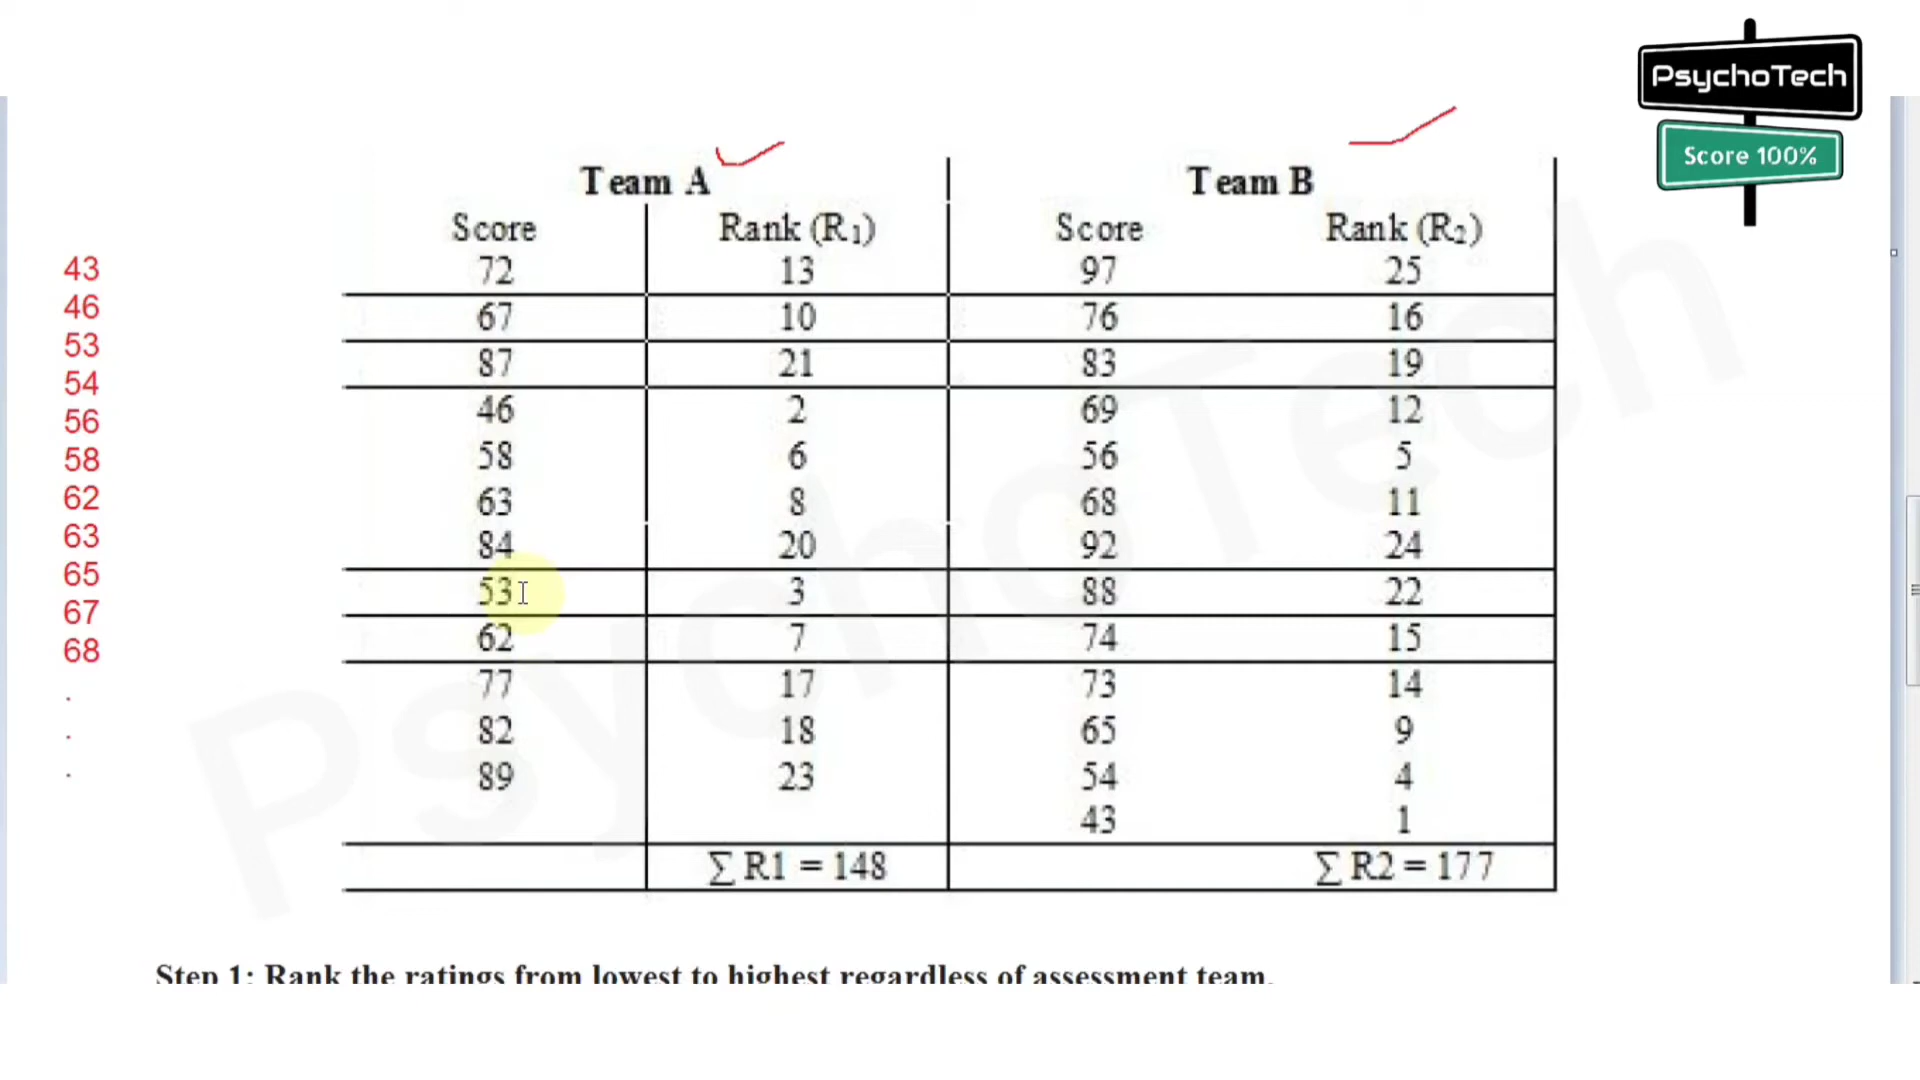 PsychoTech
Score 100%
Team A Team B
Score Rank (R1) Score Rank (R2)
43 72 13 97 25
46 67 10 76 16
53 87 21 83 19
54 46 2 69 12
56 58 6 56 5
58 63 8 68 11
62 84 20 92 24
63 53 3 88 22
65 62 7 74 15
67 77 17 73 14
68 82 18 65 9
. 89 23 54 4
. 43 1
. ∑ R1 = 148 ∑ R2 = 177
Step 1: Rank the ratings from lowest to highest regardless of assessment team.
PsychoTech